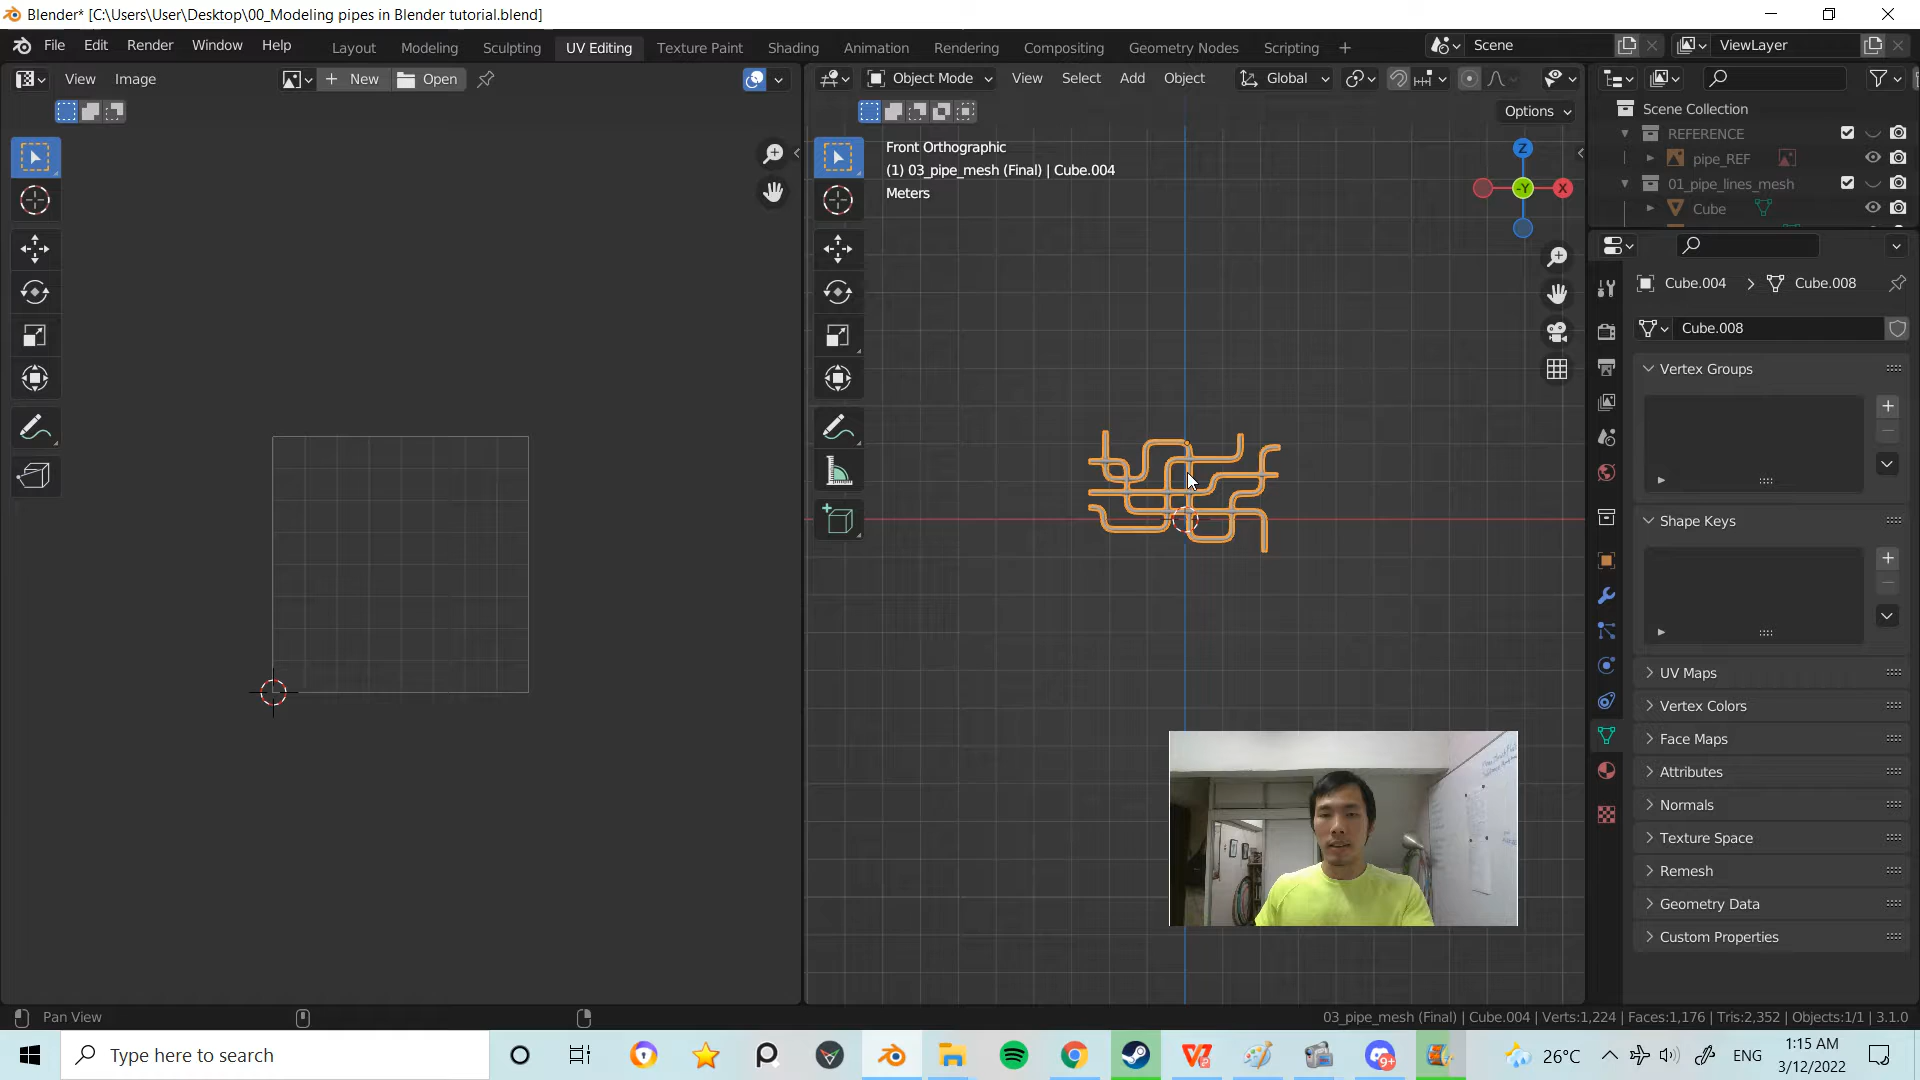 Blender* [C:\Users\User\Desktop\00_Modeling pipes in Blender tutorial.blend]
File Edit Render Window Help Layout Modeling Sculpting UV Editing Texture Paint Shading Animation Rendering Compositing Geometry Nodes Scripting + Scene ViewLayer
View Image + New Open Object Mode View Select Add Object Global
Options
Front Orthographic
(1) 03_pipe_mesh (Final) | Cube.004
Meters
Z
-Y
X
Scene Collection
REFERENCE
pipe_REF
01_pipe_lines_mesh
Cube
Cube.004 > Cube.008
Cube.008
Vertex Groups
Shape Keys
UV Maps
Vertex Colors
Face Maps
Attributes
Normals
Texture Space
Remesh
Geometry Data
Custom Properties
Pan View
03_pipe_mesh (Final) | Cube.004 | Verts:1,224 | Faces:1,176 | Tris:2,352 | Objects:1/1 | 3.1.0
Type here to search
9+
26°C
ENG
1:15 AM
3/12/2022